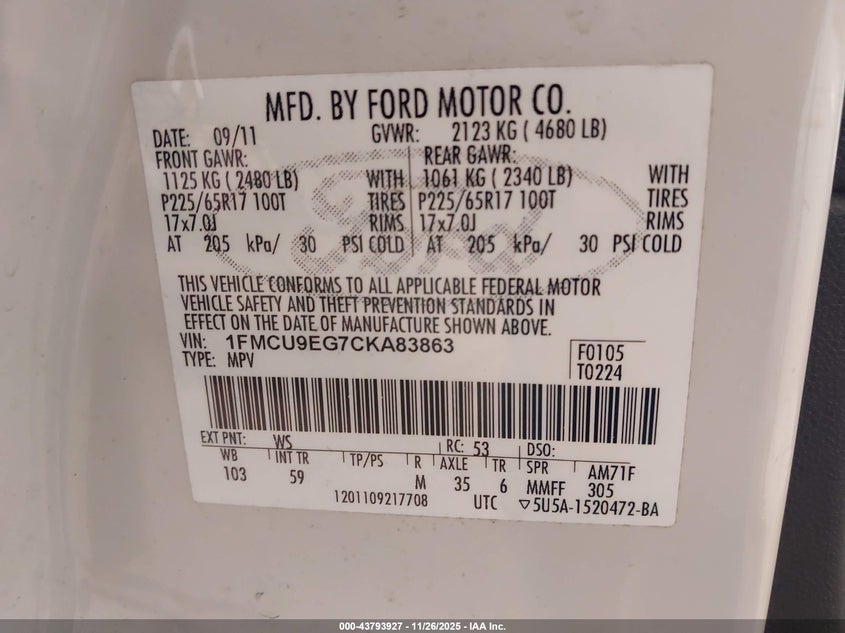 MFD. BY FORD MOTOR CO.
DATE: 09/11 GVWR: 2123 KG ( 4680 LB)
FRONT GAWR: REAR GAWR:
1125 KG ( 2480 LB) WITH 1061 KG ( 2340 LB) WITH
P225/65R17 100T TIRES P225/65R17 100T TIRES
17x7.0J RIMS 17x7.0J RIMS
AT 205 kPa/ 30 PSI COLD AT 205 kPa/ 30 PSI COLD
Ford
THIS VEHICLE CONFORMS TO ALL APPLICABLE FEDERAL MOTOR
VEHICLE SAFETY AND THEFT PREVENTION STANDARDS IN
EFFECT ON THE DATE OF MANUFACTURE SHOWN ABOVE.
VIN: 1FMCU9EG7CKA83863
TYPE: MPV
F0105
T0224
EXT PNT: WS RC: 53 DSO:
WB INT TR TP/PS R AXLE TR SPR AM71F
103 59 M 35 6 MMFF 305
1201109217708 UTC ▽5U5A-1520472-BA
000-43793927 - 11/26/2025 - IAA Inc.